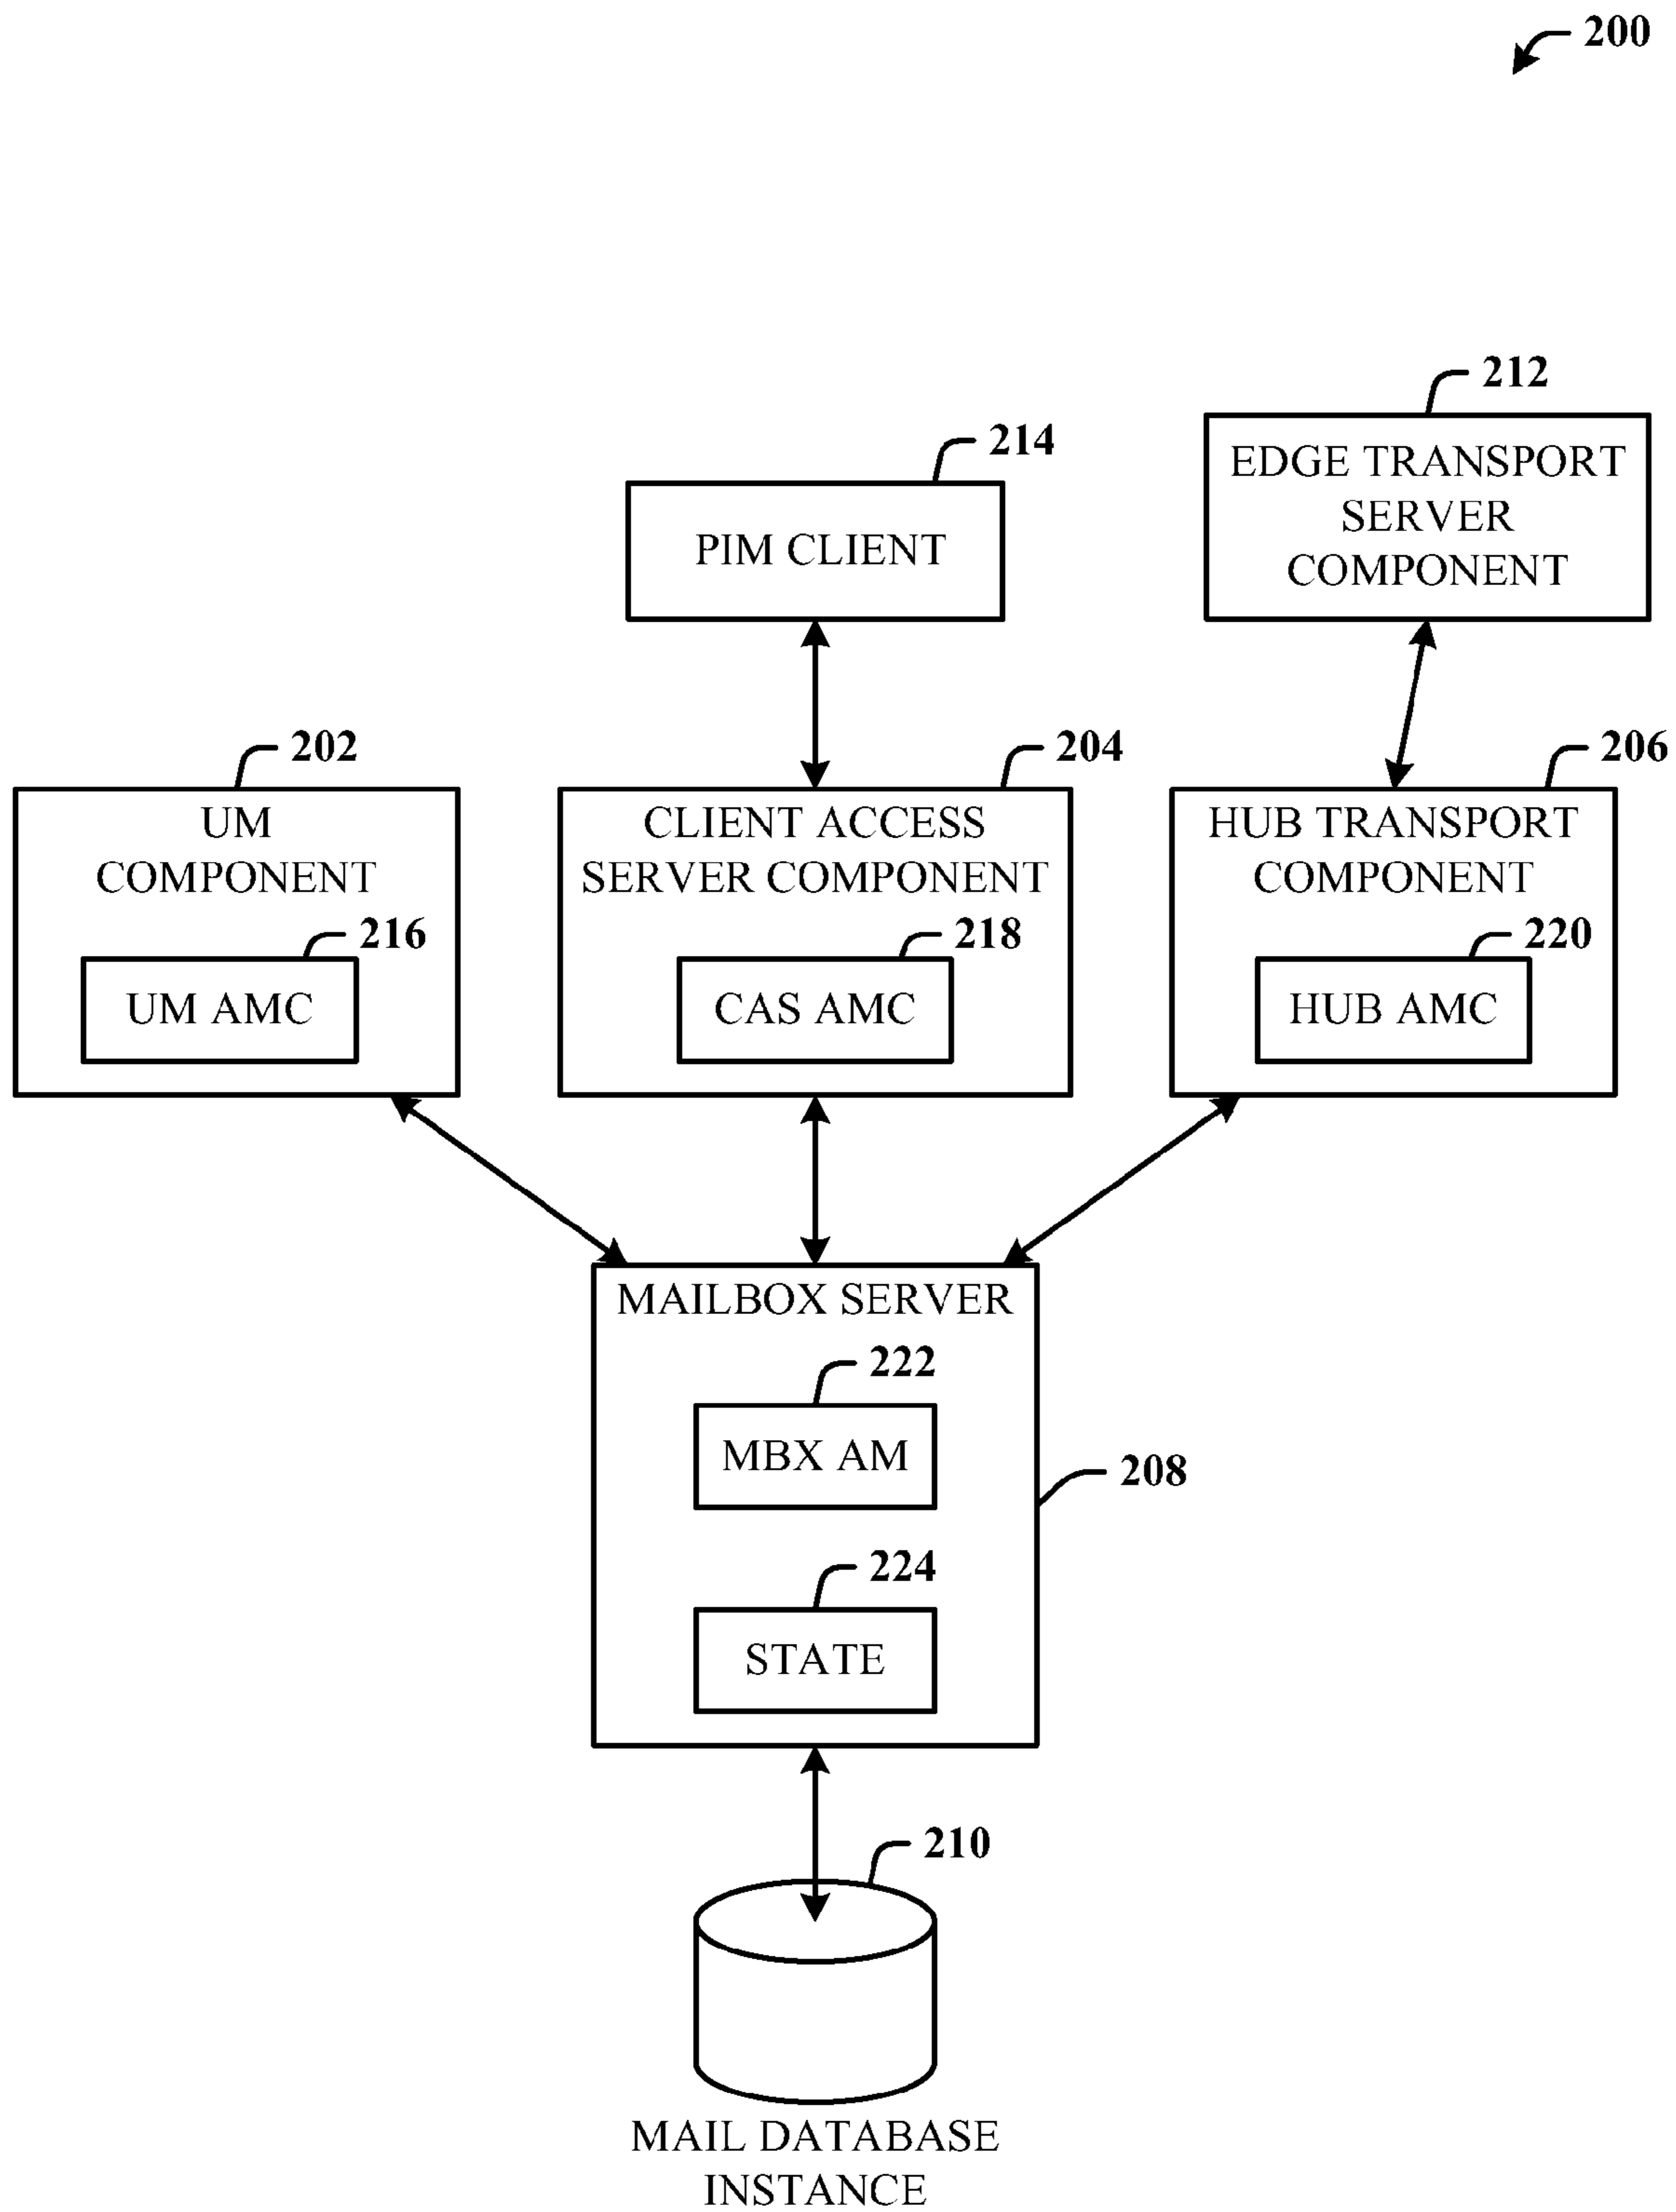 200
212
EDGE TRANSPORT
SERVER
COMPONENT
214
PIM CLIENT
202
UM
COMPONENT
216
UM AMC
204
CLIENT ACCESS
SERVER COMPONENT
218
CAS AMC
206
HUB TRANSPORT
COMPONENT
220
HUB AMC
MAILBOX SERVER
222
MBX AM
208
224
STATE
210
MAIL DATABASE
INSTANCE